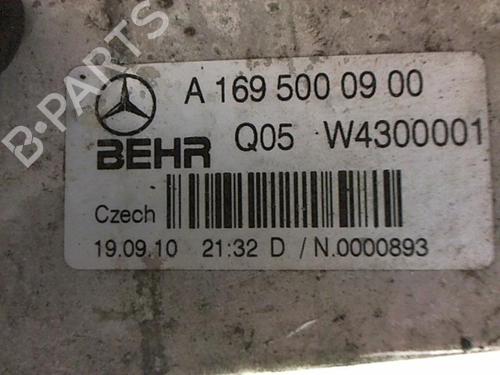 A 169 500 09 00
BEHR Q05 W4300001
Czech
19.09.10 21:32 D / N.0000893
B-PARTS